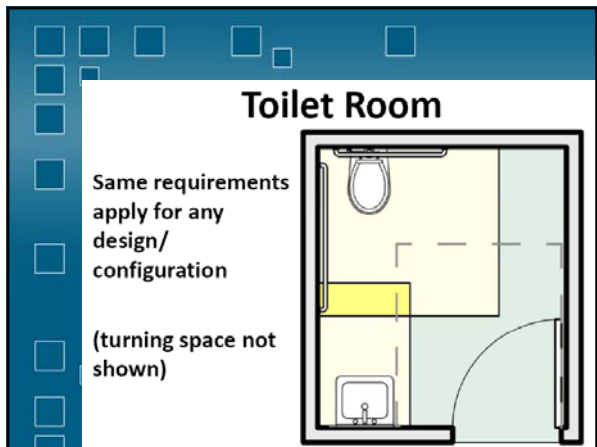 Toilet Room
Same requirements
apply for any
design/
configuration
(turning space not
shown)